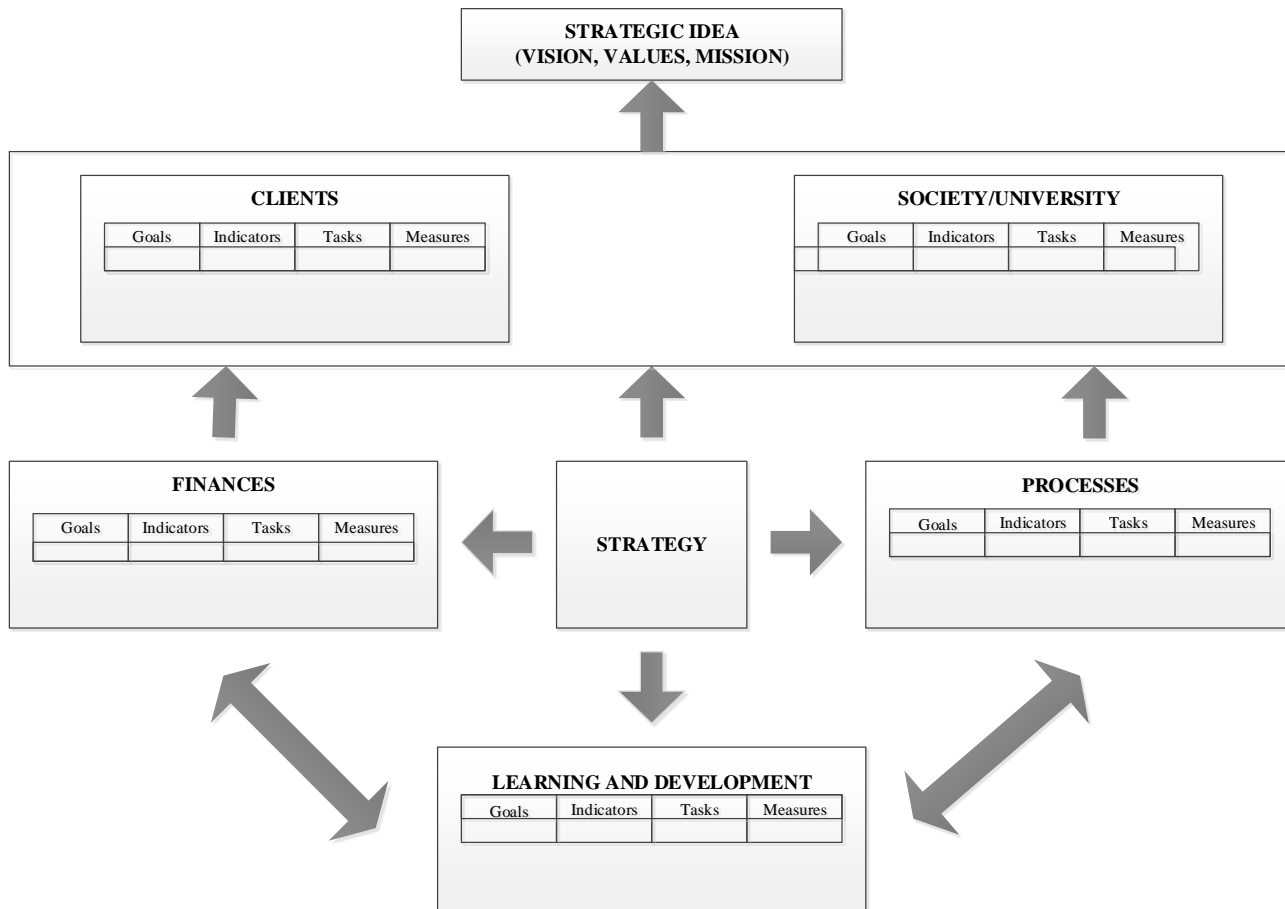 STRATEGIC IDEA
(VISION, VALUES, MISSION)
CLIENTS
Goals Indicators Tasks Measures
SOCIETY/UNIVERSITY
Goals Indicators Tasks Measures
FINANCES
Goals Indicators Tasks Measures
STRATEGY
PROCESSES
Goals Indicators Tasks Measures
LEARNING AND DEVELOPMENT
Goals Indicators Tasks Measures